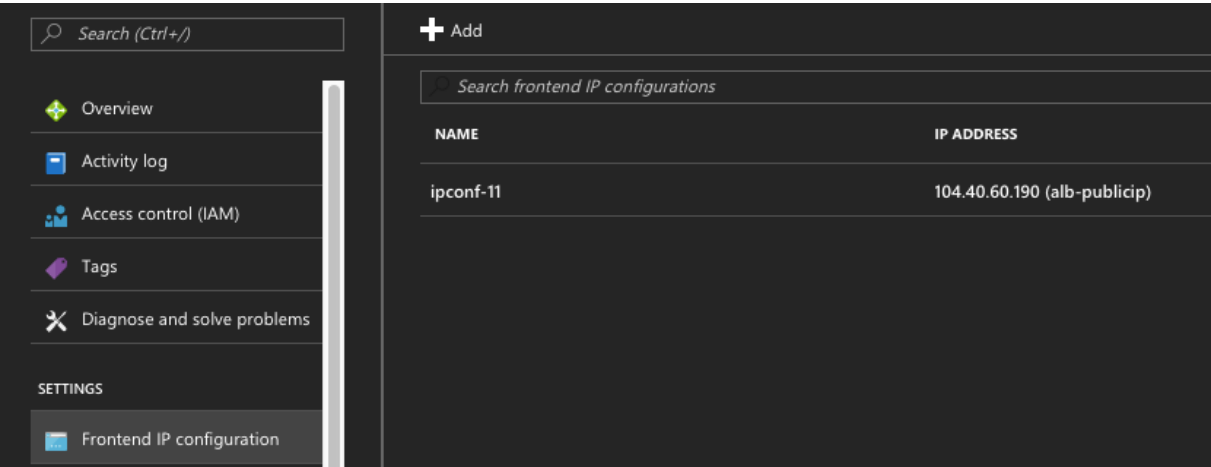 Search (Ctrl+/)
Overview
Activity log
Access control (IAM)
Tags
Diagnose and solve problems
SETTINGS
Frontend IP configuration
Add
Search frontend IP configurations
NAME IP ADDRESS
ipconf-11 104.40.60.190 (alb-publicip)